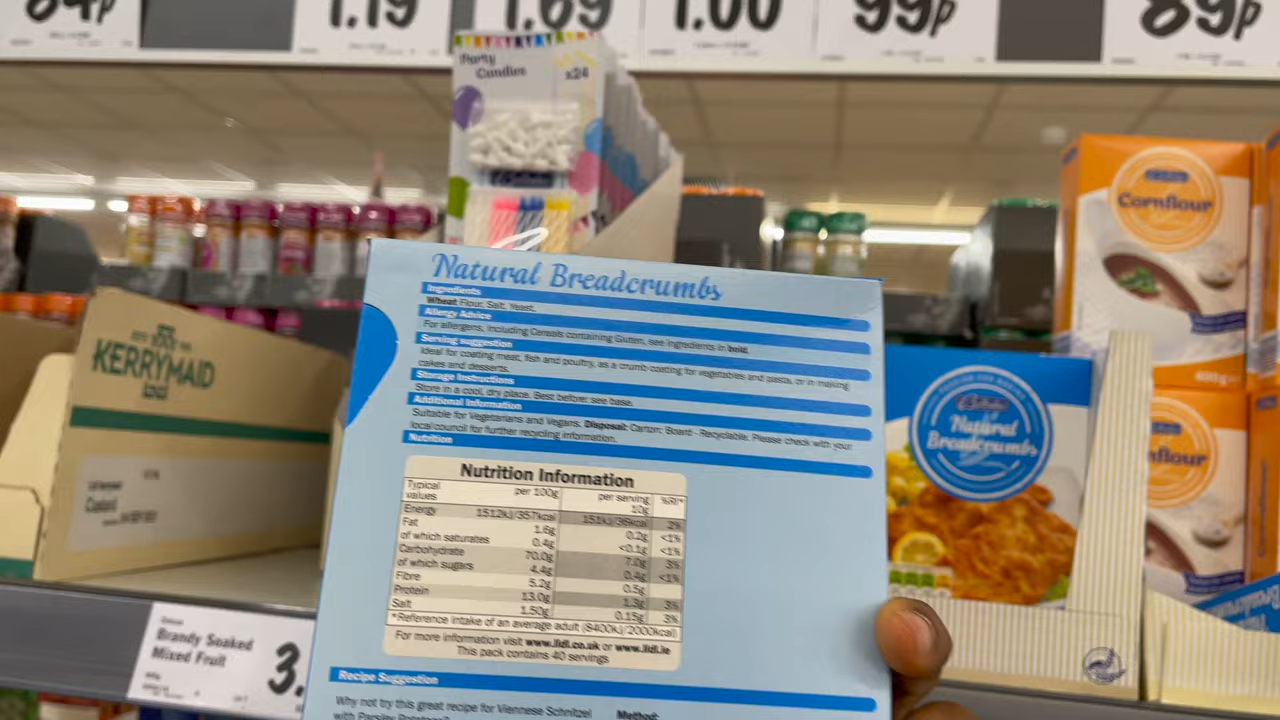 84p
1.19
1.69
1.00
99p
89p
Party
Candles
x24
Cornflour
KERRYMAID
Custard
Natural Breadcrumbs
Ingredients
Wheat Flour, Salt, Yeast.
Allergy Advice
For allergens, including Cereals containing Gluten, see ingredients in bold.
Serving suggestion
Ideal for coating meat, fish and poultry, as a crumb coating for vegetables and pasta, or in making
cakes and desserts.
Storage Instructions
Store in a cool, dry place. Best before: see base.
Additional Information
Suitable for Vegetarians and Vegans. Disposal: Carton: Board - Recyclable. Please check with your
local council for further recycling information.
Nutrition
Nutrition Information
Typical values per 100g per serving 10g %RI*
Energy 1512kJ/357kcal 151kJ/36kcal 2%
Fat 1.6g 0.2g <1%
of which saturates 0.4g <0.1g <1%
Carbohydrate 70.0g 7.0g 3%
of which sugars 4.4g 0.4g <1%
Fibre 5.2g 0.5g
Protein 13.0g 1.3g 3%
Salt 1.50g 0.15g 3%
*Reference intake of an average adult (8400kJ/2000kcal)
For more information visit www.lidl.co.uk or www.lidl.ie
This pack contains 40 servings
Recipe Suggestion
Why not try this great recipe for Viennese Schnitzel
with Parsley
Method:
Natural
Breadcrumbs
nflour
Brandy Soaked
Mixed Fruit
3.